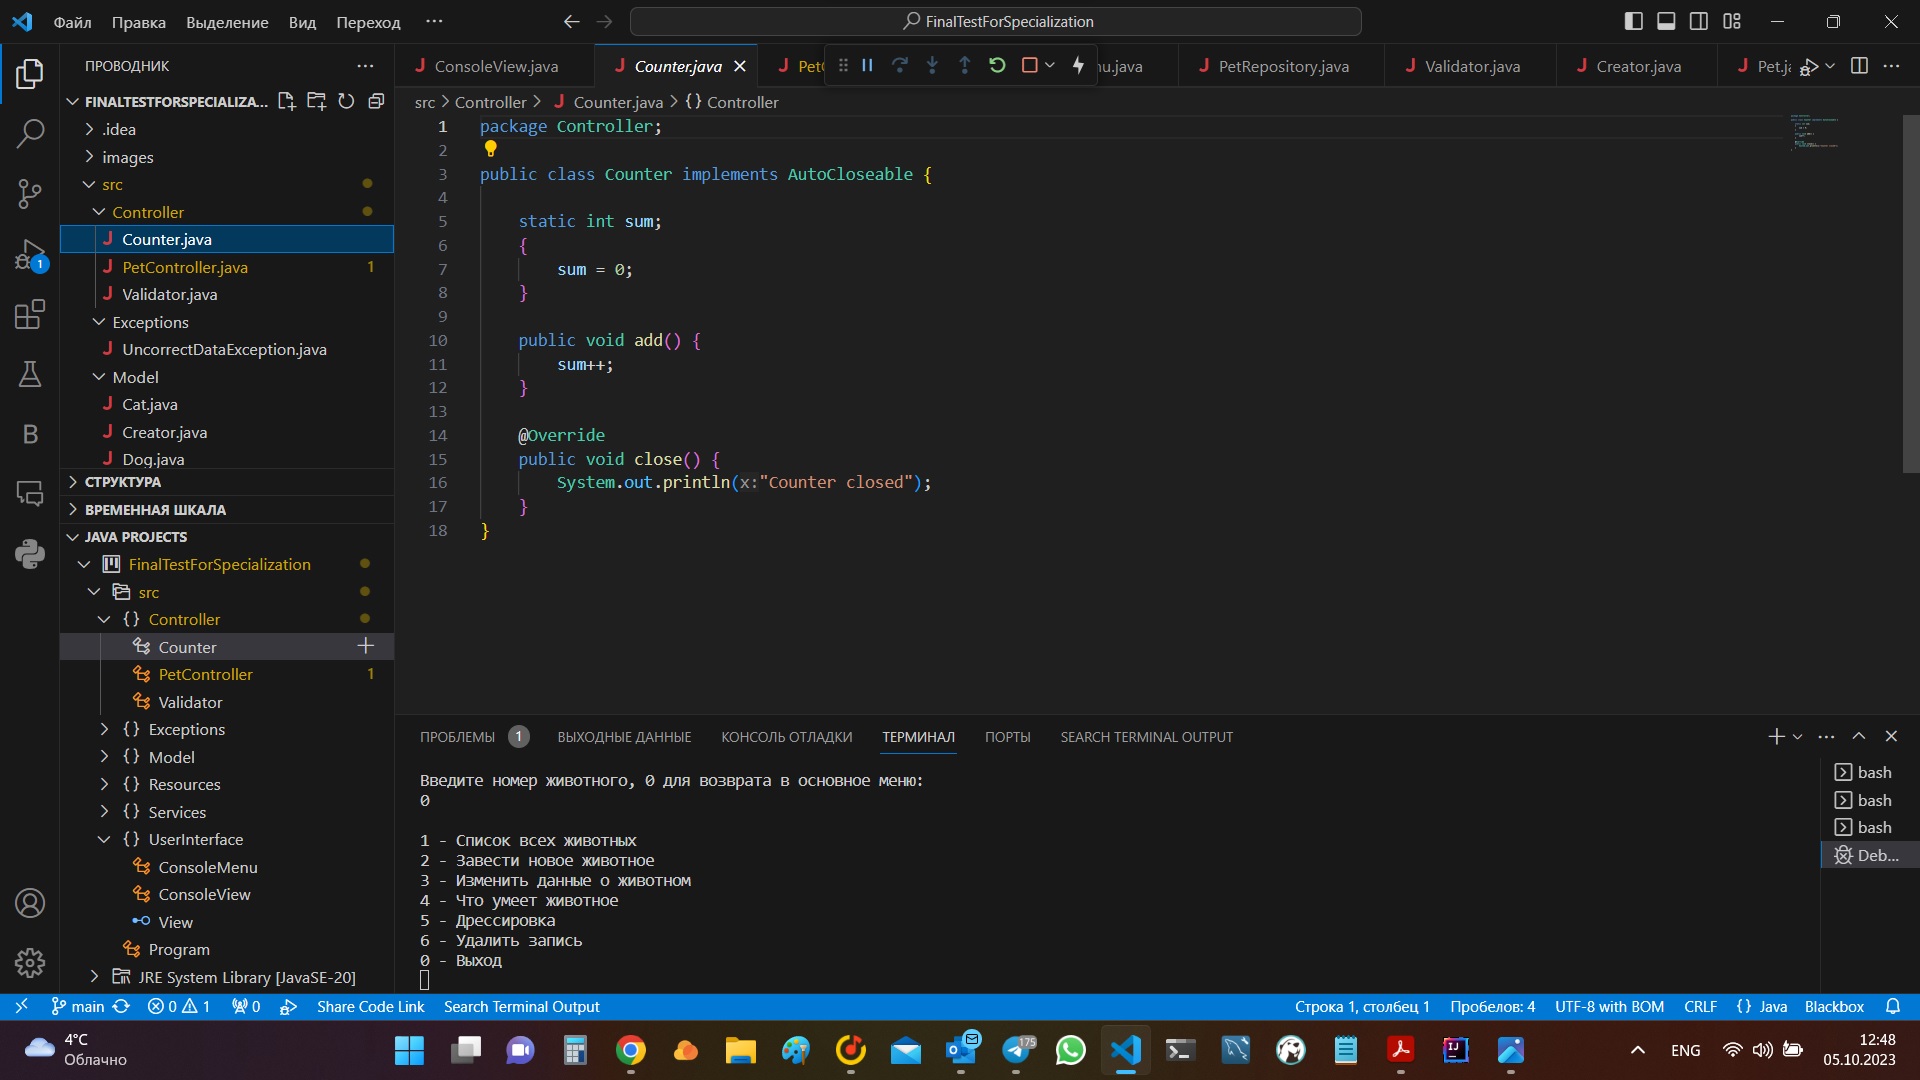 Файл Правка Выделение Вид Переход ···
FinalTestForSpecialization
ПРОВОДНИК
FINALTESTFORSPECIALIZA...
.idea
images
src
Controller
Counter.java
PetController.java 1
Validator.java
Exceptions
UncorrectDataException.java
Model
Cat.java
Creator.java
Dog.java
СТРУКТУРА
ВРЕМЕННАЯ ШКАЛА
JAVA PROJECTS
FinalTestForSpecialization
src
Controller
Counter
PetController 1
Validator
Exceptions
Model
Resources
Services
UserInterface
ConsoleMenu
ConsoleView
View
Program
JRE System Library [JavaSE-20]
1
ConsoleView.java Counter.java Pet nu.java PetRepository.java Validator.java Creator.java Pet.j
src > Controller > Counter.java > {} Controller
1 package Controller;
2
3 public class Counter implements AutoCloseable {
4
5 static int sum;
6 {
7 sum = 0;
8 }
9
10 public void add() {
11 sum++;
12 }
13
14 @Override
15 public void close() {
16 System.out.println(x:"Counter closed");
17 }
18 }
ПРОБЛЕМЫ 1 ВЫХОДНЫЕ ДАННЫЕ КОНСОЛЬ ОТЛАДКИ ТЕРМИНАЛ ПОРТЫ SEARCH TERMINAL OUTPUT
Введите номер животного, 0 для возврата в основное меню:
0
1 - Список всех животных
2 - Завести новое животное
3 - Изменить данные о животном
4 - Что умеет животное
5 - Дрессировка
6 - Удалить запись
0 - Выход
bash
bash
bash
Deb...
main 0 1 0 Share Code Link Search Terminal Output Строка 1, столбец 1 Пробелов: 4 UTF-8 with BOM CRLF {} Java Blackbox
4°C
Облачно
175
ENG
12:48
05.10.2023